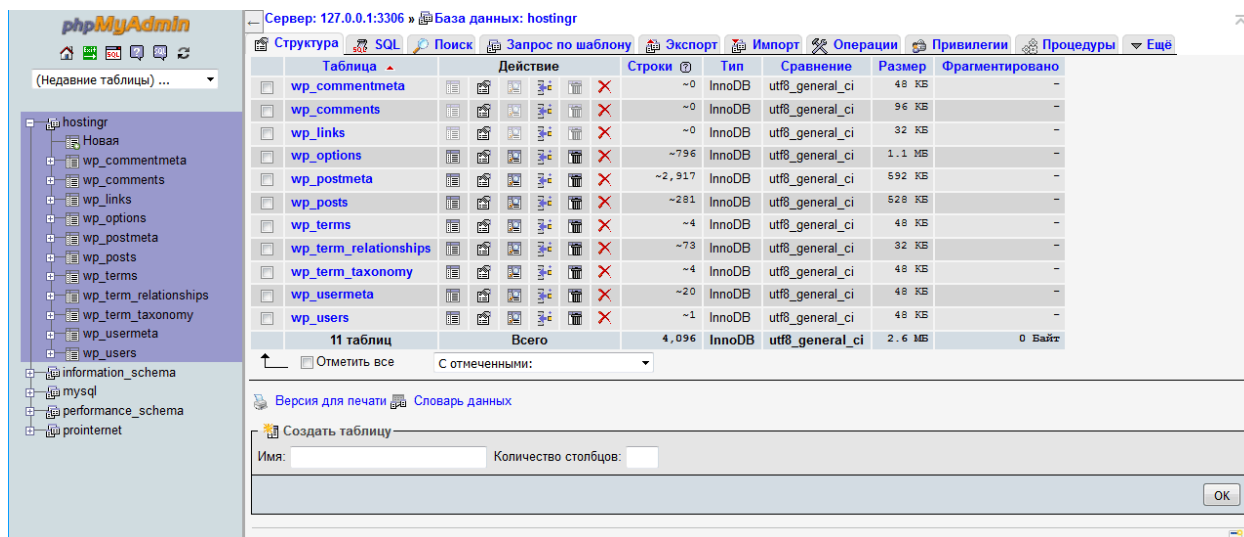 phpMyAdmin
(Недавние таблицы) ...
hostingr
Новая
wp_commentmeta
wp_comments
wp_links
wp_options
wp_postmeta
wp_posts
wp_terms
wp_term_relationships
wp_term_taxonomy
wp_usermeta
wp_users
information_schema
mysql
performance_schema
prointernet
Сервер: 127.0.0.1:3306 » База данных: hostingr
Структура SQL Поиск Запрос по шаблону Экспорт Импорт Операции Привилегии Процедуры Ещё
Таблица Действие Строки Тип Сравнение Размер Фрагментировано
wp_commentmeta ~0 InnoDB utf8_general_ci 48 КБ -
wp_comments ~0 InnoDB utf8_general_ci 96 КБ -
wp_links ~0 InnoDB utf8_general_ci 32 КБ -
wp_options ~796 InnoDB utf8_general_ci 1.1 МБ -
wp_postmeta ~2,917 InnoDB utf8_general_ci 592 КБ -
wp_posts ~281 InnoDB utf8_general_ci 528 КБ -
wp_terms ~4 InnoDB utf8_general_ci 48 КБ -
wp_term_relationships ~73 InnoDB utf8_general_ci 32 КБ -
wp_term_taxonomy ~4 InnoDB utf8_general_ci 48 КБ -
wp_usermeta ~20 InnoDB utf8_general_ci 48 КБ -
wp_users ~1 InnoDB utf8_general_ci 48 КБ -
11 таблиц Всего 4,096 InnoDB utf8_general_ci 2.6 МБ 0 Байт
Отметить все С отмеченными:
Версия для печати Словарь данных
Создать таблицу
Имя: Количество столбцов:
OK